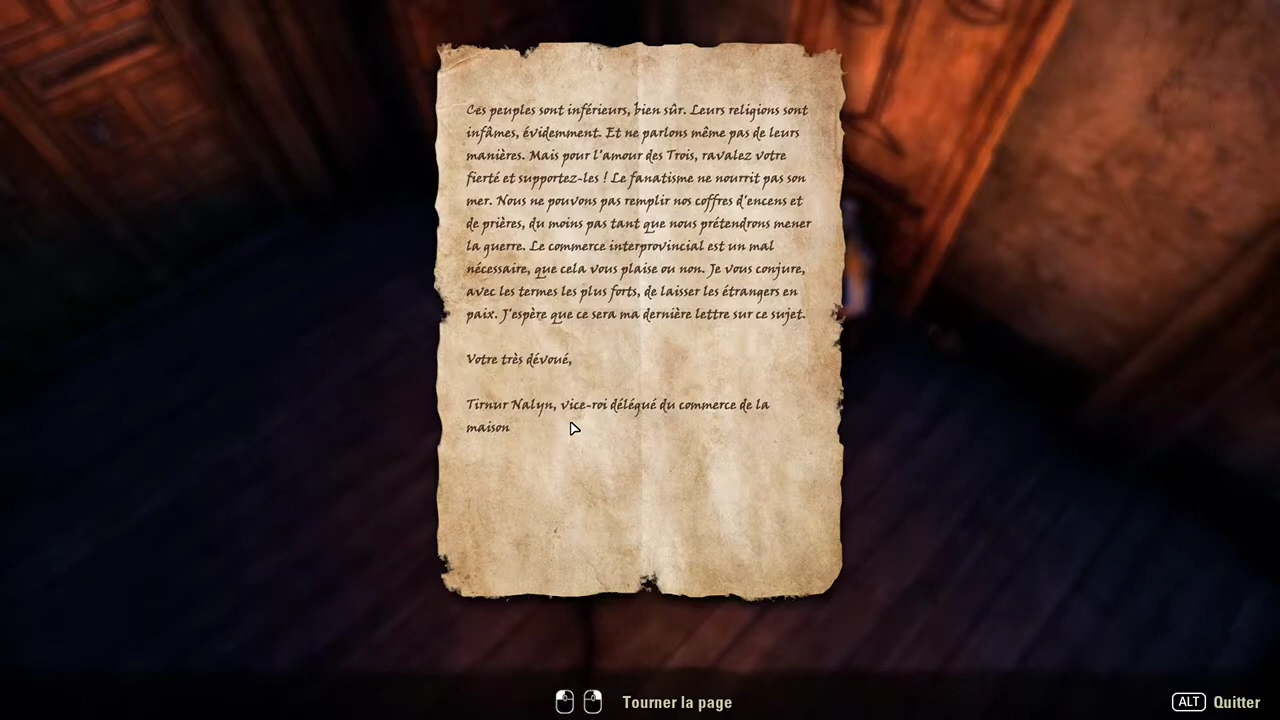 Ces peuples sont inférieurs, bien sûr. Leurs religions sont
infâmes, évidemment. Et ne parlons même pas de leurs
manières. Mais pour l'amour des Trois, ravalez votre
fierté et supportez-les ! Le fanatisme ne nourrit pas son
mer. Nous ne pouvons pas remplir nos coffres d'encens et
de prières, du moins pas tant que nous prétendrons mener
la guerre. Le commerce interprovincial est un mal
nécessaire, que cela vous plaise ou non. Je vous conjure,
avec les termes les plus forts, de laisser les étrangers en
paix. J'espère que ce sera ma dernière lettre sur ce sujet.
Votre très dévoué,
Tirnur Nalyn, vice-roi délégué du commerce de la
maison
Tourner la page
ALT Quitter